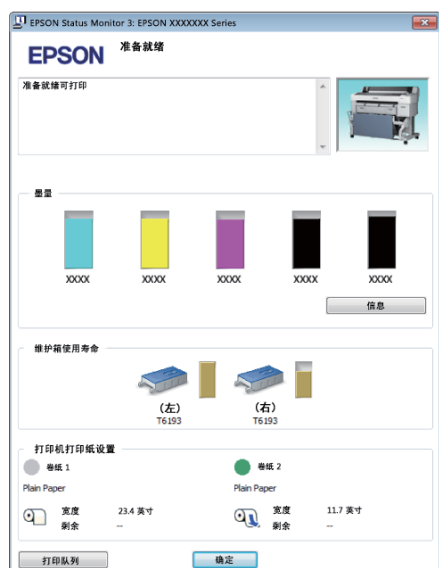 EPSON Status Monitor 3: EPSON XXXXXXX Series
EPSON
准备就绪
准备就绪可打印
墨量
XXXX XXXX XXXX XXXX XXXX
信息
维护箱使用寿命
(左) (右)
T6193 T6193
打印机打印纸设置
卷纸 1 卷纸 2
Plain Paper Plain Paper
宽度 23.4 英寸 宽度 11.7 英寸
剩余 -- 剩余 --
打印队列 确定